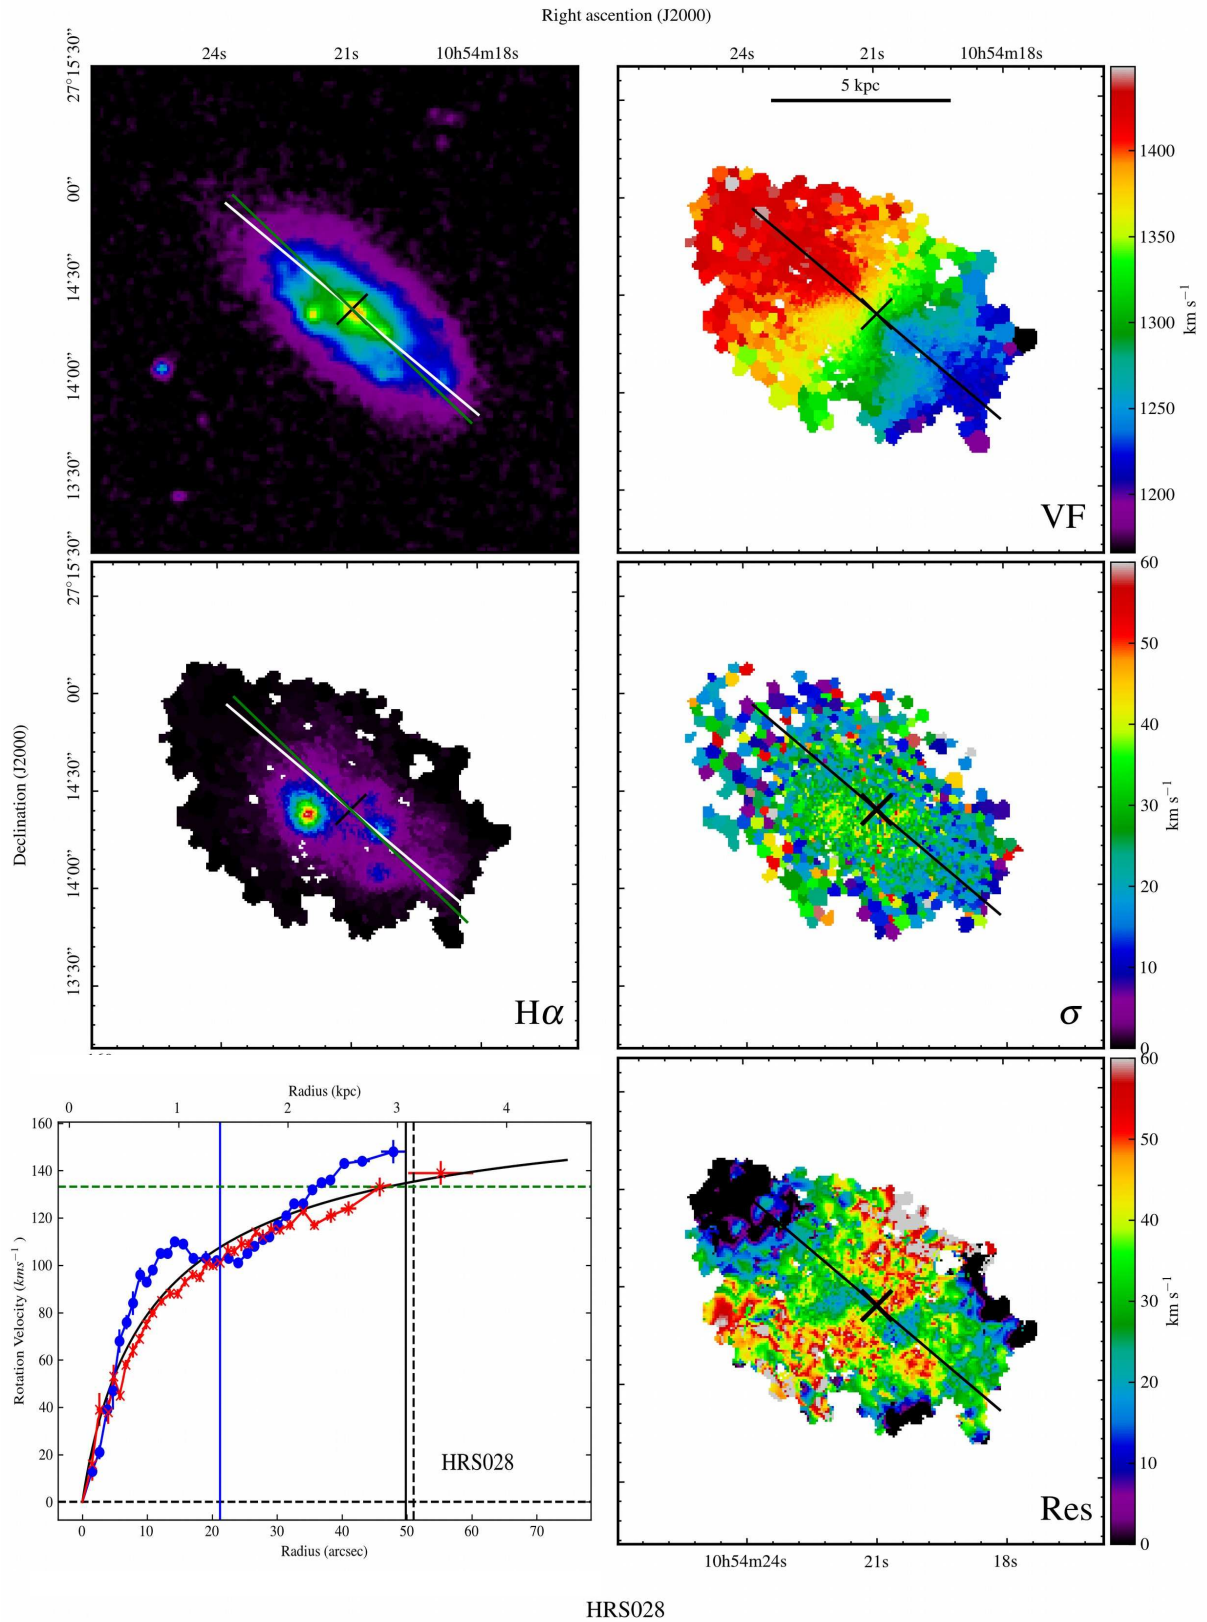 Right ascention (J2000)
24s 21s 10h54m18s
24s 21s 10h54m18s
27°15'30”
00”
14'30”
14'00”
13'30”
5 kpc
VF
1400
1350
1300
1250
1200
km s⁻¹
27°15'30”
00”
14'30”
14'00”
13'30”
Declination (J2000)
Hα
σ
60
50
40
30
20
10
0
km s⁻¹
Radius (kpc)
0 1 2 3 4
160
140
120
100
80
60
40
20
0
Rotation Velocity (kms⁻¹)
HRS028
0 10 20 30 40 50 60 70
Radius (arcsec)
Res
60
50
40
30
20
10
0
km s⁻¹
10h54m24s 21s 18s
HRS028